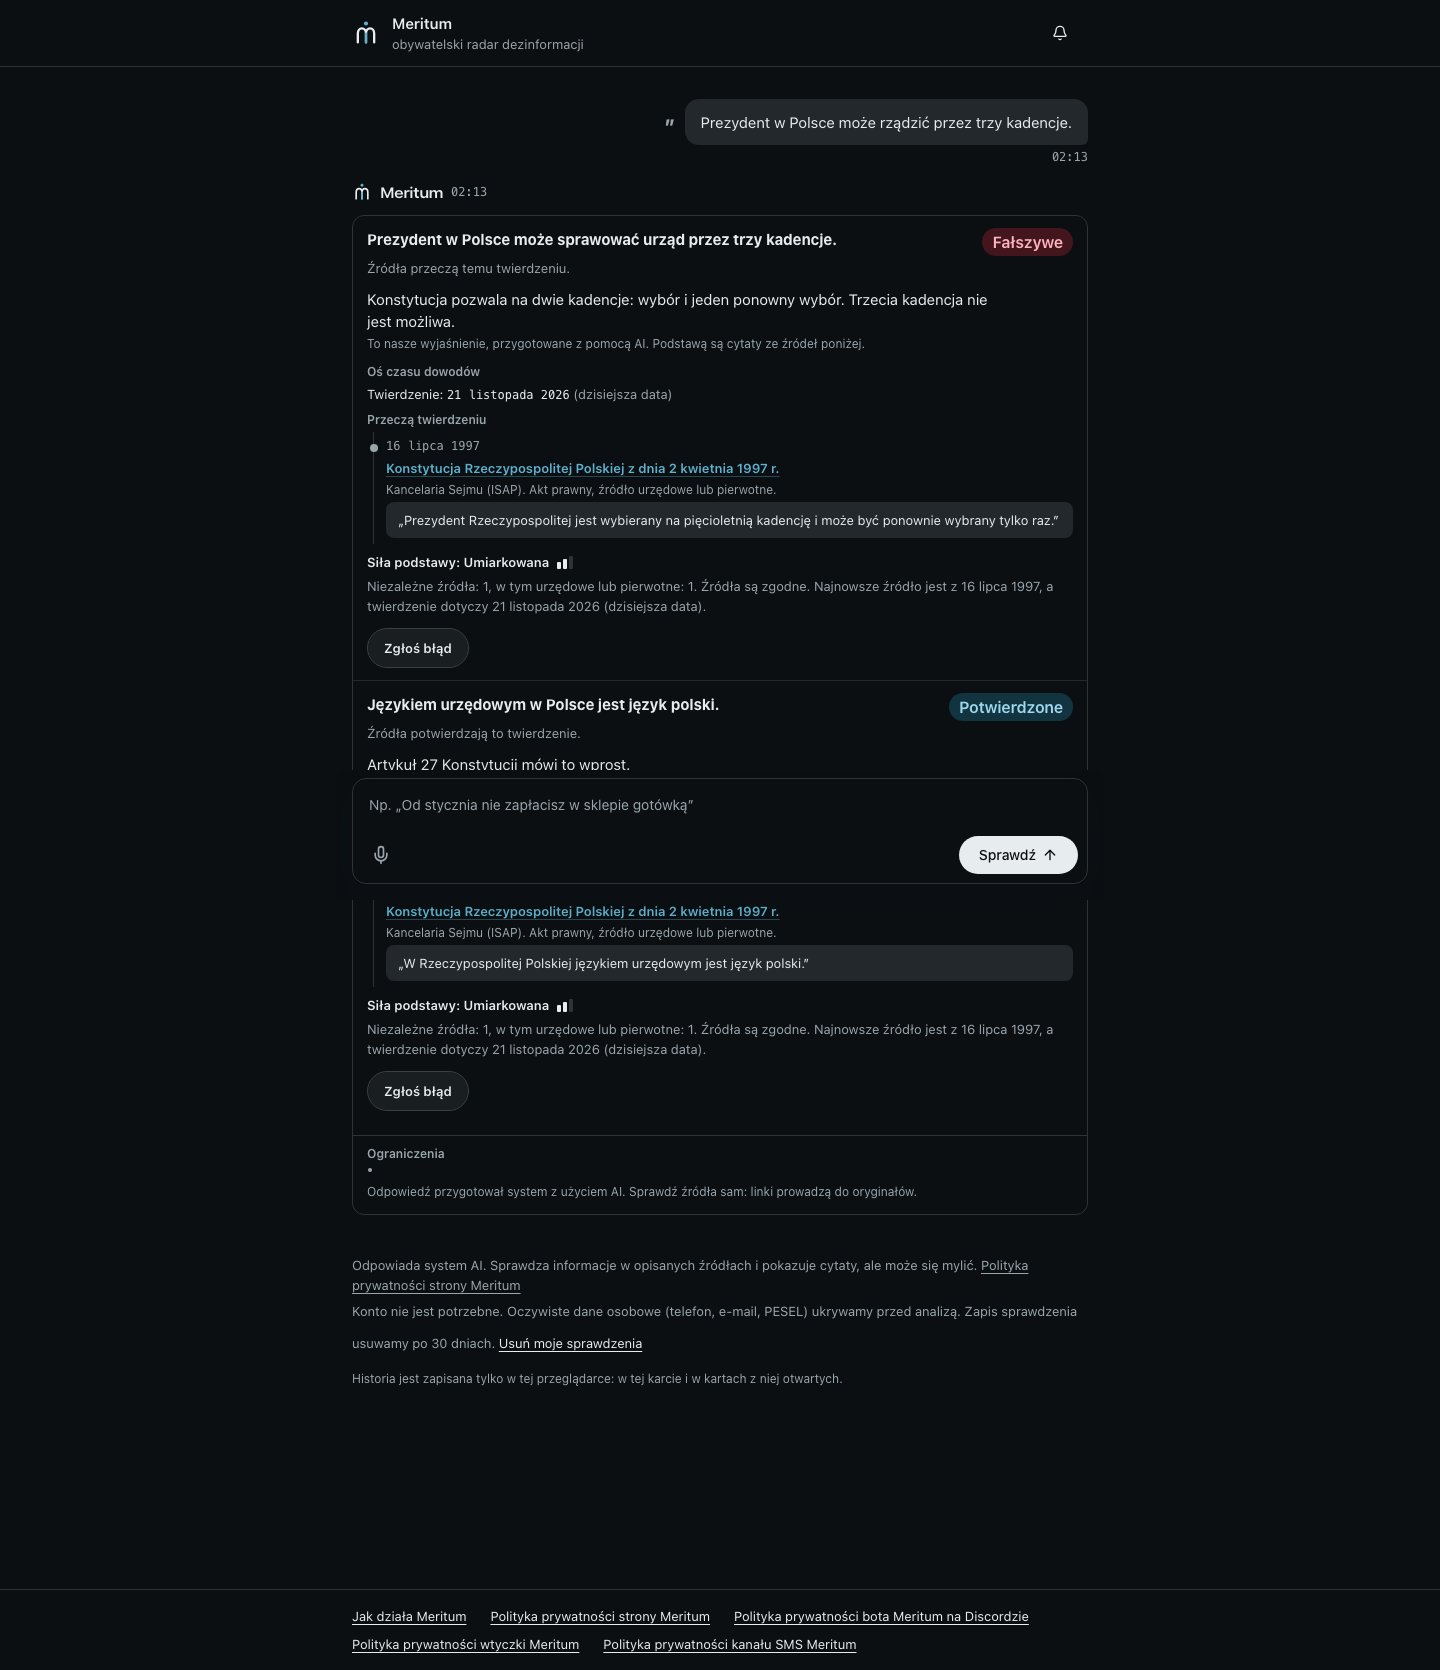 Meritum
obywatelski radar dezinformacji
" Prezydent w Polsce może rządzić przez trzy kadencje.
02:13
Meritum 02:13
Prezydent w Polsce może sprawować urząd przez trzy kadencje.
Fałszywe
Źródła przeczą temu twierdzeniu.
Konstytucja pozwala na dwie kadencje: wybór i jeden ponowny wybór. Trzecia kadencja nie
jest możliwa.
To nasze wyjaśnienie, przygotowane z pomocą AI. Podstawą są cytaty ze źródeł poniżej.
Oś czasu dowodów
Twierdzenie: 21 listopada 2026 (dzisiejsza data)
Przeczą twierdzeniu
16 lipca 1997
Konstytucja Rzeczypospolitej Polskiej z dnia 2 kwietnia 1997 r.
Kancelaria Sejmu (ISAP). Akt prawny, źródło urzędowe lub pierwotne.
„Prezydent Rzeczypospolitej jest wybierany na pięcioletnią kadencję i może być ponownie wybrany tylko raz.”
Siła podstawy: Umiarkowana
Niezależne źródła: 1, w tym urzędowe lub pierwotne: 1. Źródła są zgodne. Najnowsze źródło jest z 16 lipca 1997, a
twierdzenie dotyczy 21 listopada 2026 (dzisiejsza data).
Zgłoś błąd
Językiem urzędowym w Polsce jest język polski.
Potwierdzone
Źródła potwierdzają to twierdzenie.
Artykuł 27 Konstytucji mówi to wprost.
Np. „Od stycznia nie zapłacisz w sklepie gotówką”
Sprawdź
Konstytucja Rzeczypospolitej Polskiej z dnia 2 kwietnia 1997 r.
Kancelaria Sejmu (ISAP). Akt prawny, źródło urzędowe lub pierwotne.
„W Rzeczypospolitej Polskiej językiem urzędowym jest język polski.”
Siła podstawy: Umiarkowana
Niezależne źródła: 1, w tym urzędowe lub pierwotne: 1. Źródła są zgodne. Najnowsze źródło jest z 16 lipca 1997, a
twierdzenie dotyczy 21 listopada 2026 (dzisiejsza data).
Zgłoś błąd
Ograniczenia
•
Odpowiedź przygotował system z użyciem AI. Sprawdź źródła sam: linki prowadzą do oryginałów.
Odpowiada system AI. Sprawdza informacje w opisanych źródłach i pokazuje cytaty, ale może się mylić. Polityka
prywatności strony Meritum
Konto nie jest potrzebne. Oczywiste dane osobowe (telefon, e-mail, PESEL) ukrywamy przed analizą. Zapis sprawdzenia
usuwamy po 30 dniach. Usuń moje sprawdzenia
Historia jest zapisana tylko w tej przeglądarce: w tej karcie i w kartach z niej otwartych.
Jak działa Meritum Polityka prywatności strony Meritum Polityka prywatności bota Meritum na Discordzie
Polityka prywatności wtyczki Meritum Polityka prywatności kanału SMS Meritum